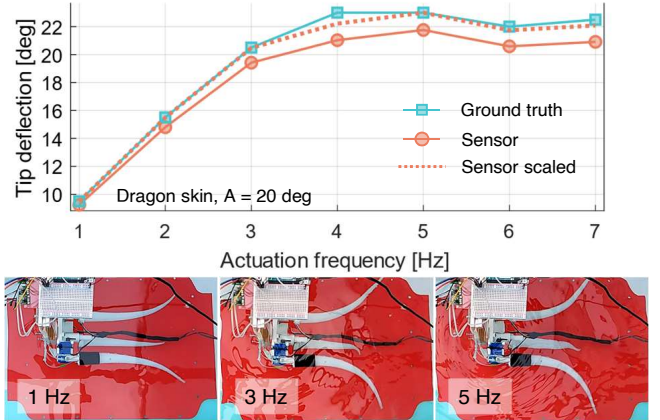 Tip deflection [deg]
22
20
18
16
14
12
10
Ground truth
Sensor
Sensor scaled
Dragon skin, A = 20 deg
1 2 3 4 5 6 7
Actuation frequency [Hz]
1 Hz 3 Hz 5 Hz